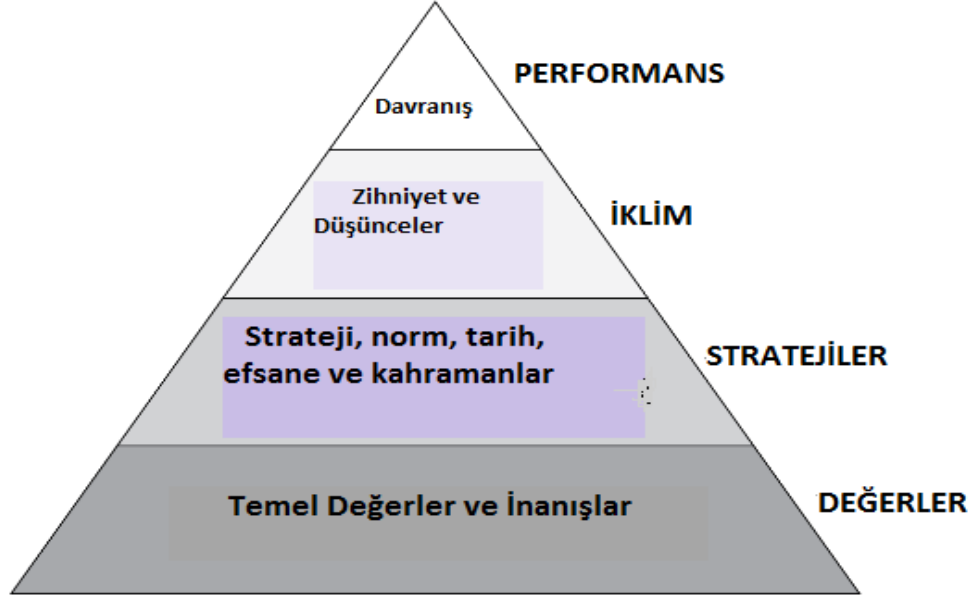 PERFORMANS
Davranış
Zihniyet ve
Düşünceler
İKLİM
Strateji, norm, tarih,
efsane ve kahramanlar
STRATEJİLER
Temel Değerler ve İnanışlar
DEĞERLER